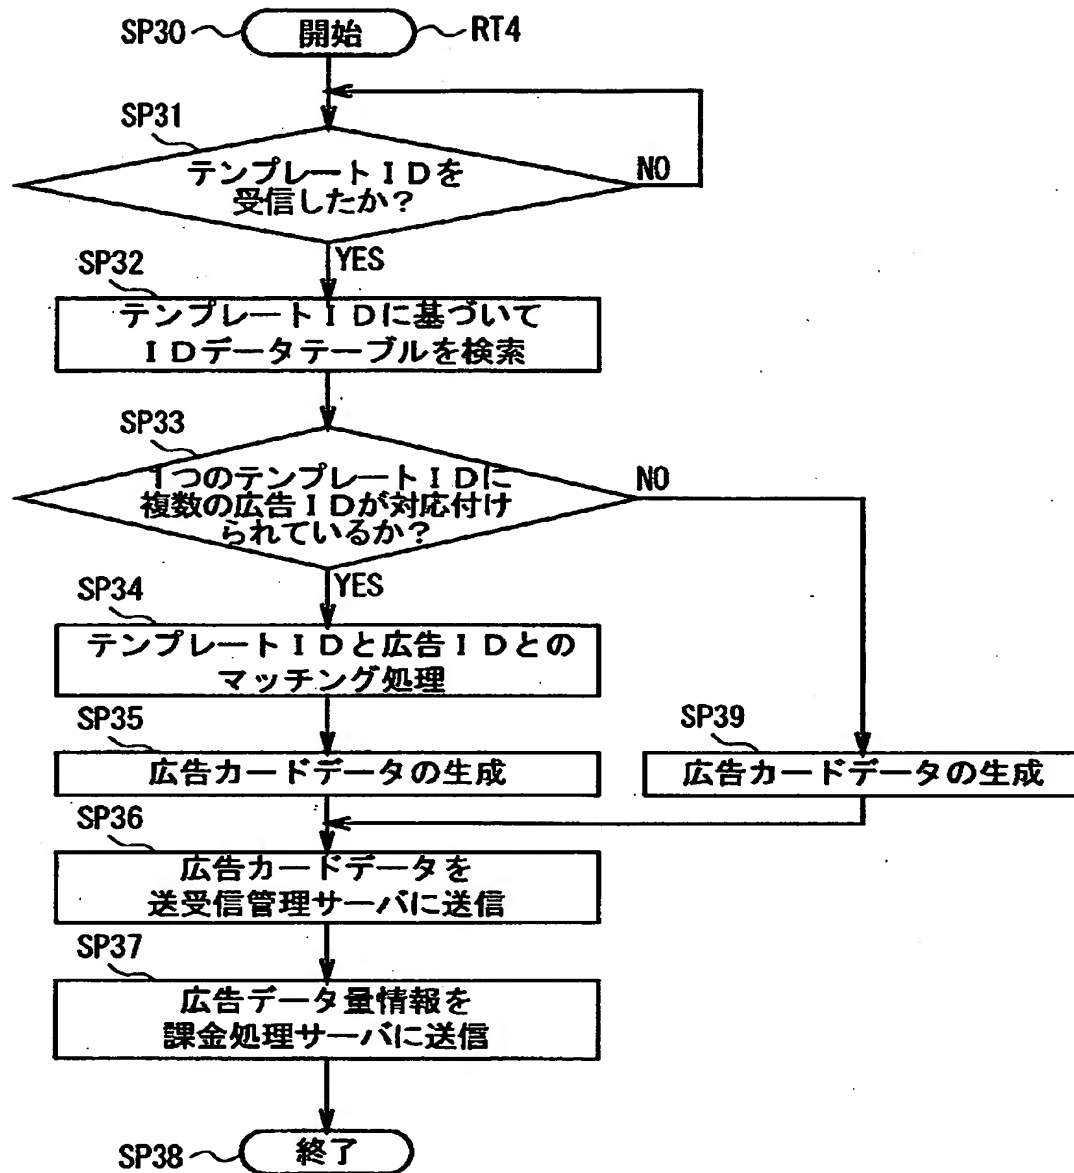 SP30
開始
RT4
SP31
テンプレートIDを
受信したか?
NO
YES
SP32
テンプレートIDに基づいて
IDデータテーブルを検索
SP33
1つのテンプレートIDに
複数の広告IDが対応付け
られているか?
NO
YES
SP34
テンプレートIDと広告IDとの
マッチング処理
SP35
広告カードデータの生成
SP39
広告カードデータの生成
SP36
広告カードデータを
送受信管理サーバに送信
SP37
広告データ量情報を
課金処理サーバに送信
SP38
終了